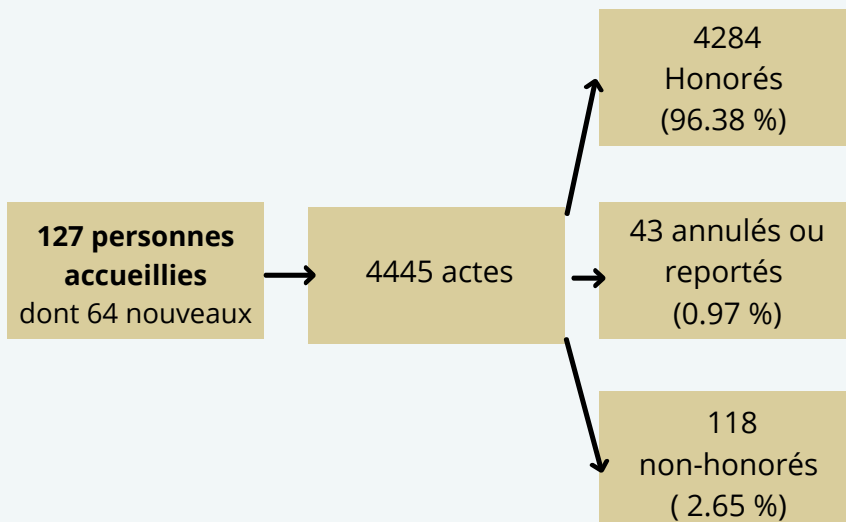 127 personnes
accueillies
dont 64 nouveaux
4445 actes
4284
Honorés
(96.38 %)
43 annulés ou
reportés
(0.97 %)
118
non-honorés
( 2.65 %)